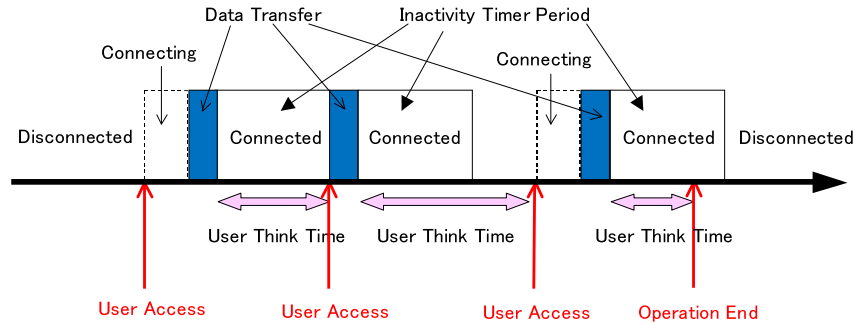 Data Transfer
Inactivity Timer Period
Connecting
Connecting
Disconnected
Connected
Connected
Connected
Disconnected
User Think Time
User Think Time
User Think Time
User Access
User Access
User Access
Operation End